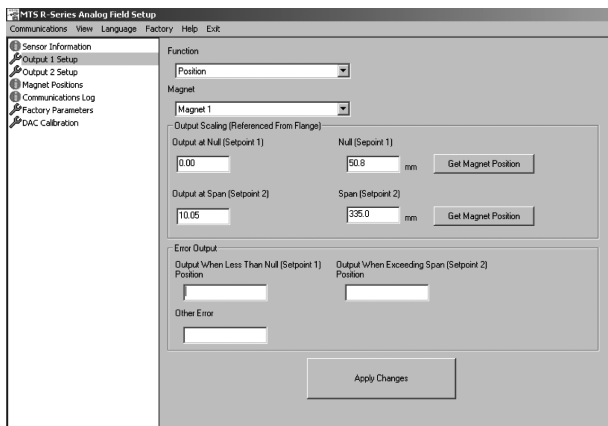 MTS R-Series Analog Field Setup
Communications View Language Factory Help Exit
Sensor Information
Output 1 Setup
Output 2 Setup
Magnet Positions
Communications Log
Factory Parameters
DAC Calibration
Function
Position
Magnet
Magnet 1
Output Scaling (Referenced From Flange)
Output at Null (Setpoint 1) Null (Sepoint 1)
0.00 50.8 mm Get Magnet Position
Output at Span (Setpoint 2) Span (Setpoint 2)
10.05 335.0 mm Get Magnet Position
Error Output
Output When Less Than Null (Setpoint 1) Position
Output When Exceeding Span (Setpoint 2) Position
Other Error
Apply Changes